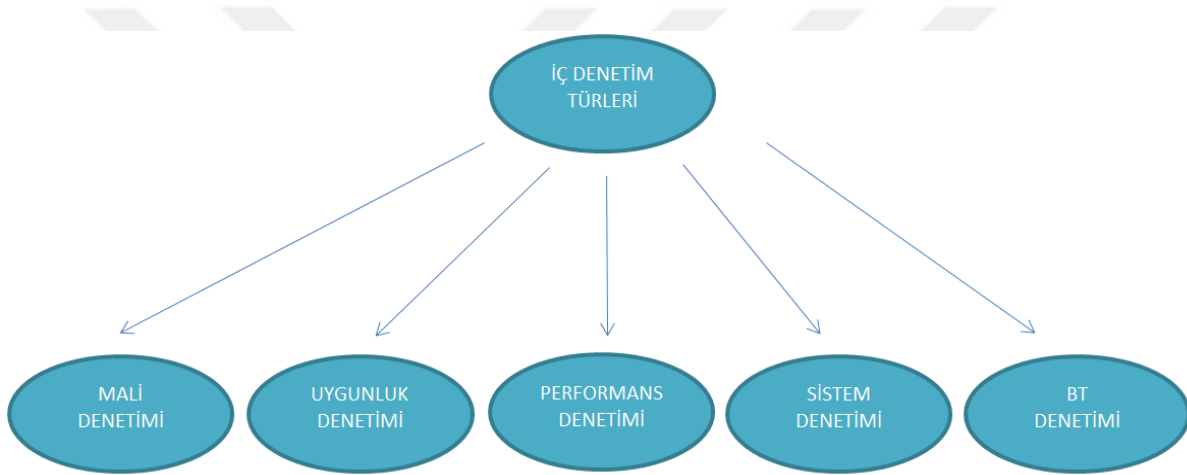 İÇ DENETİM
TÜRLERİ
MALİ
DENETİMİ
UYGUNLUK
DENETİMİ
PERFORMANS
DENETİMİ
SİSTEM
DENETİMİ
BT
DENETİMİ